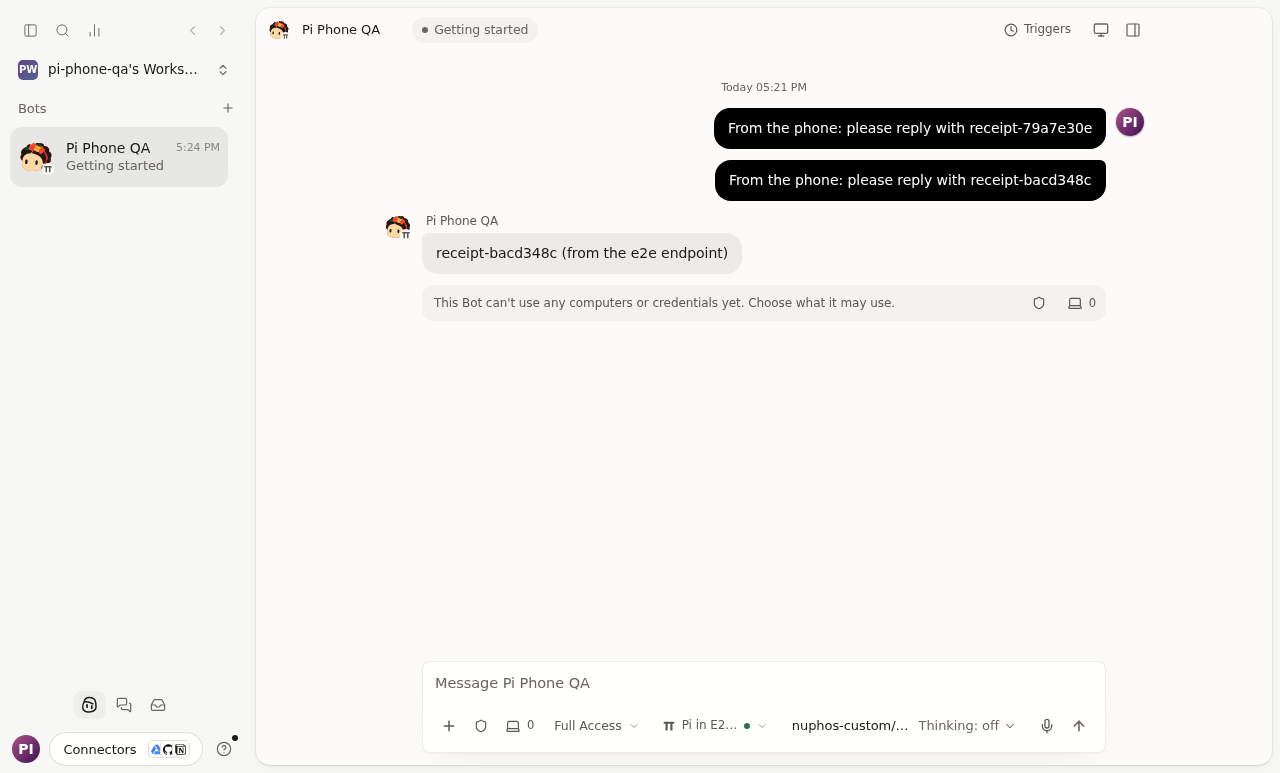 Pi Phone QA
Getting started
Triggers
PW
pi-phone-qa's Works...
Bots
Pi Phone QA
5:24 PM
Getting started
Today 05:21 PM
From the phone: please reply with receipt-79a7e30e
PI
From the phone: please reply with receipt-bacd348c
Pi Phone QA
receipt-bacd348c (from the e2e endpoint)
This Bot can't use any computers or credentials yet. Choose what it may use.
0
Message Pi Phone QA
0
Full Access
Pi in E2...
nuphos-custom/...
Thinking: off
PI
Connectors